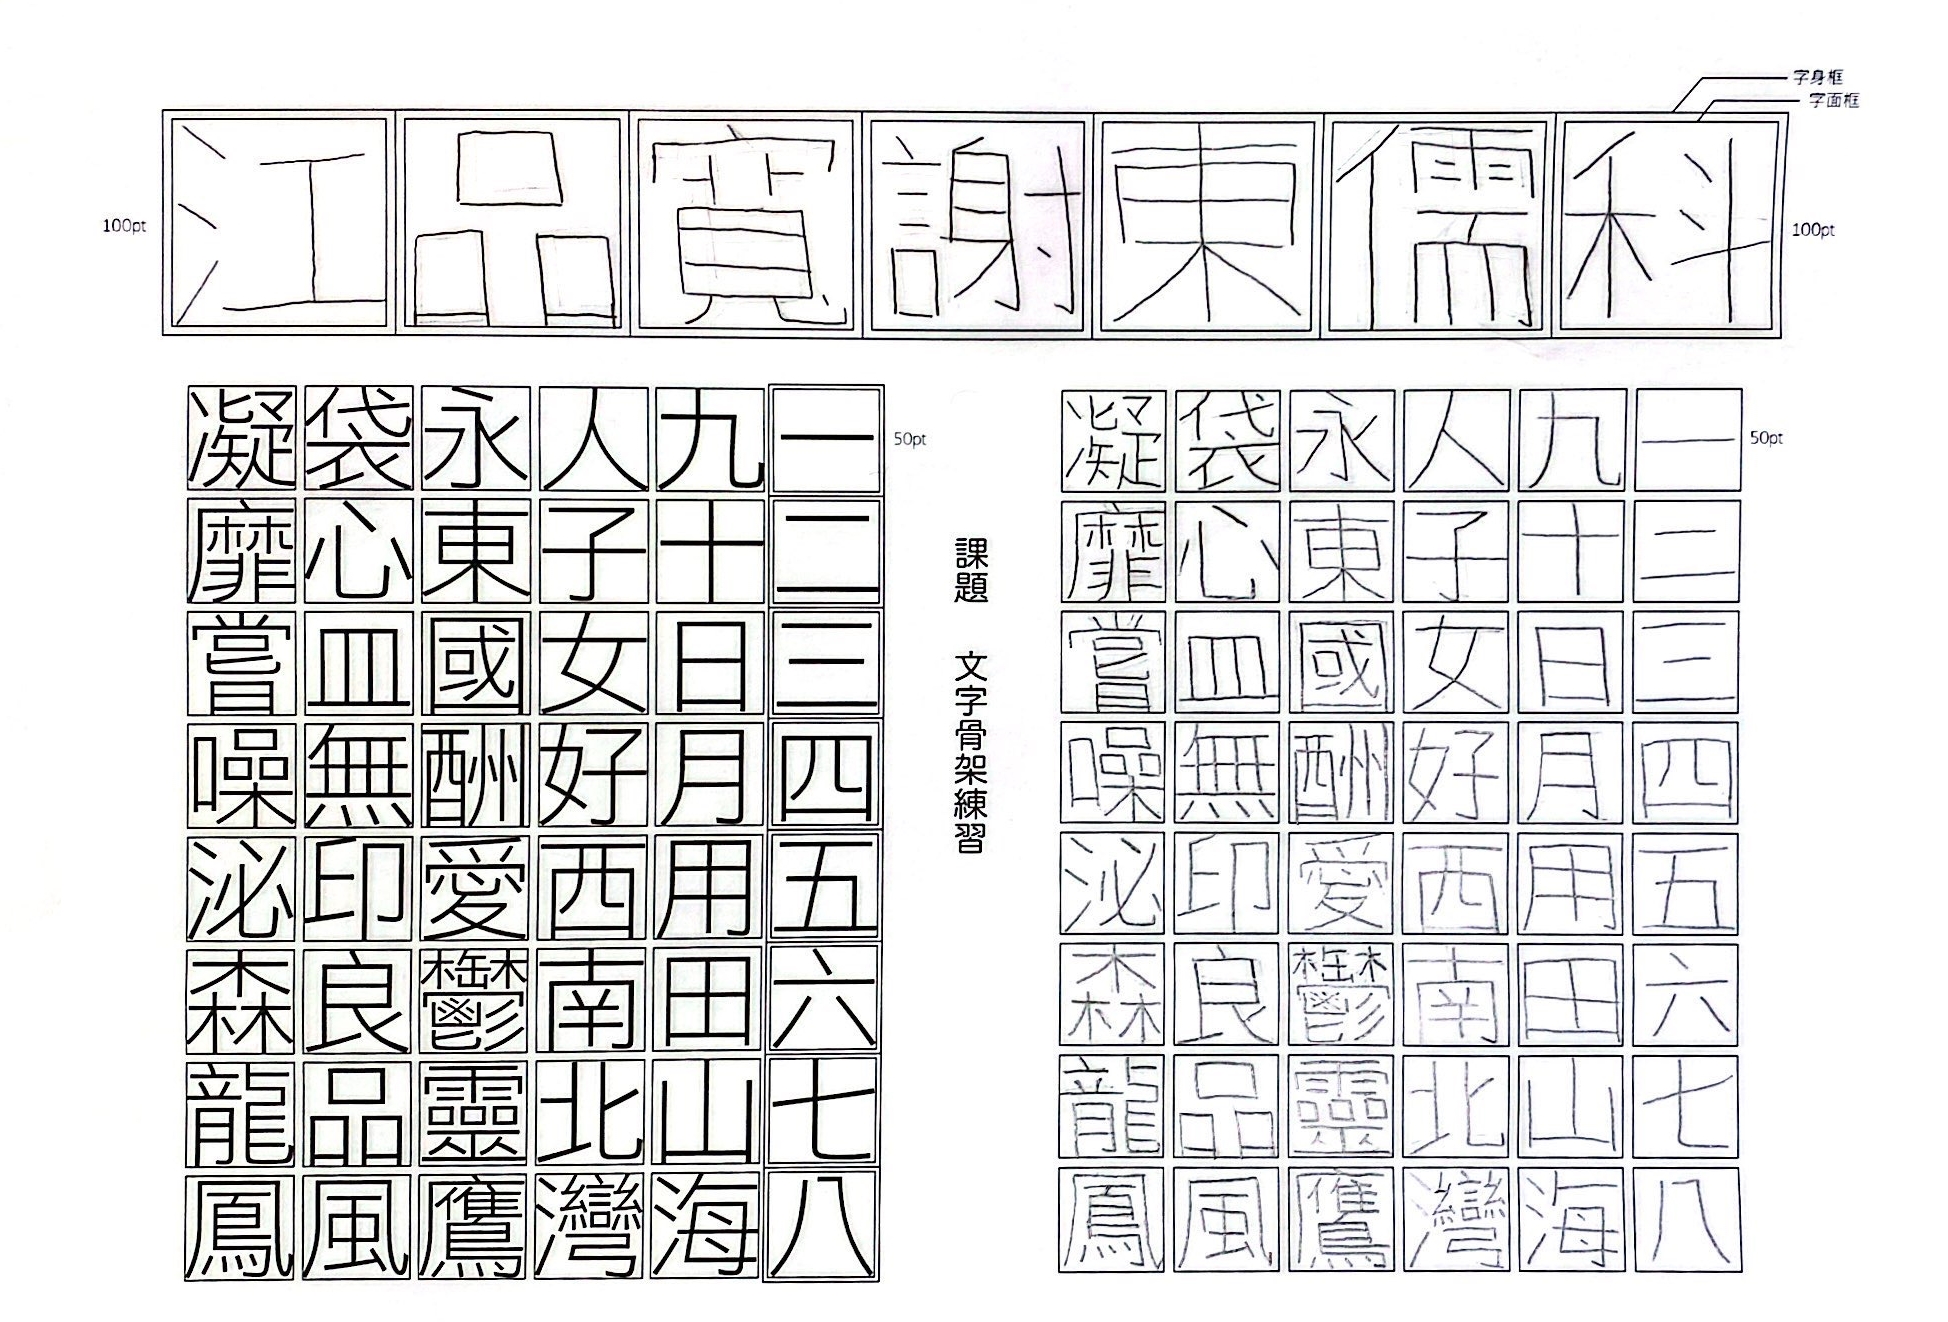 字身框
字面框
100pt
江品寬謝東儒科
100pt
課題 文字骨架練習
50pt
一二三四五六七八
九十日月用田山海
人子女好西南北灣
永東國酬愛鬱靈鷹
袋心皿無印良品風
凝靡嘗噪泌森龍鳳
50pt
一二三四五六七八
九十日月用田山海
人子女好西南北灣
永東國酬愛鬱靈鷹
袋心皿無印良品風
凝靡嘗噪泌森龍鳳